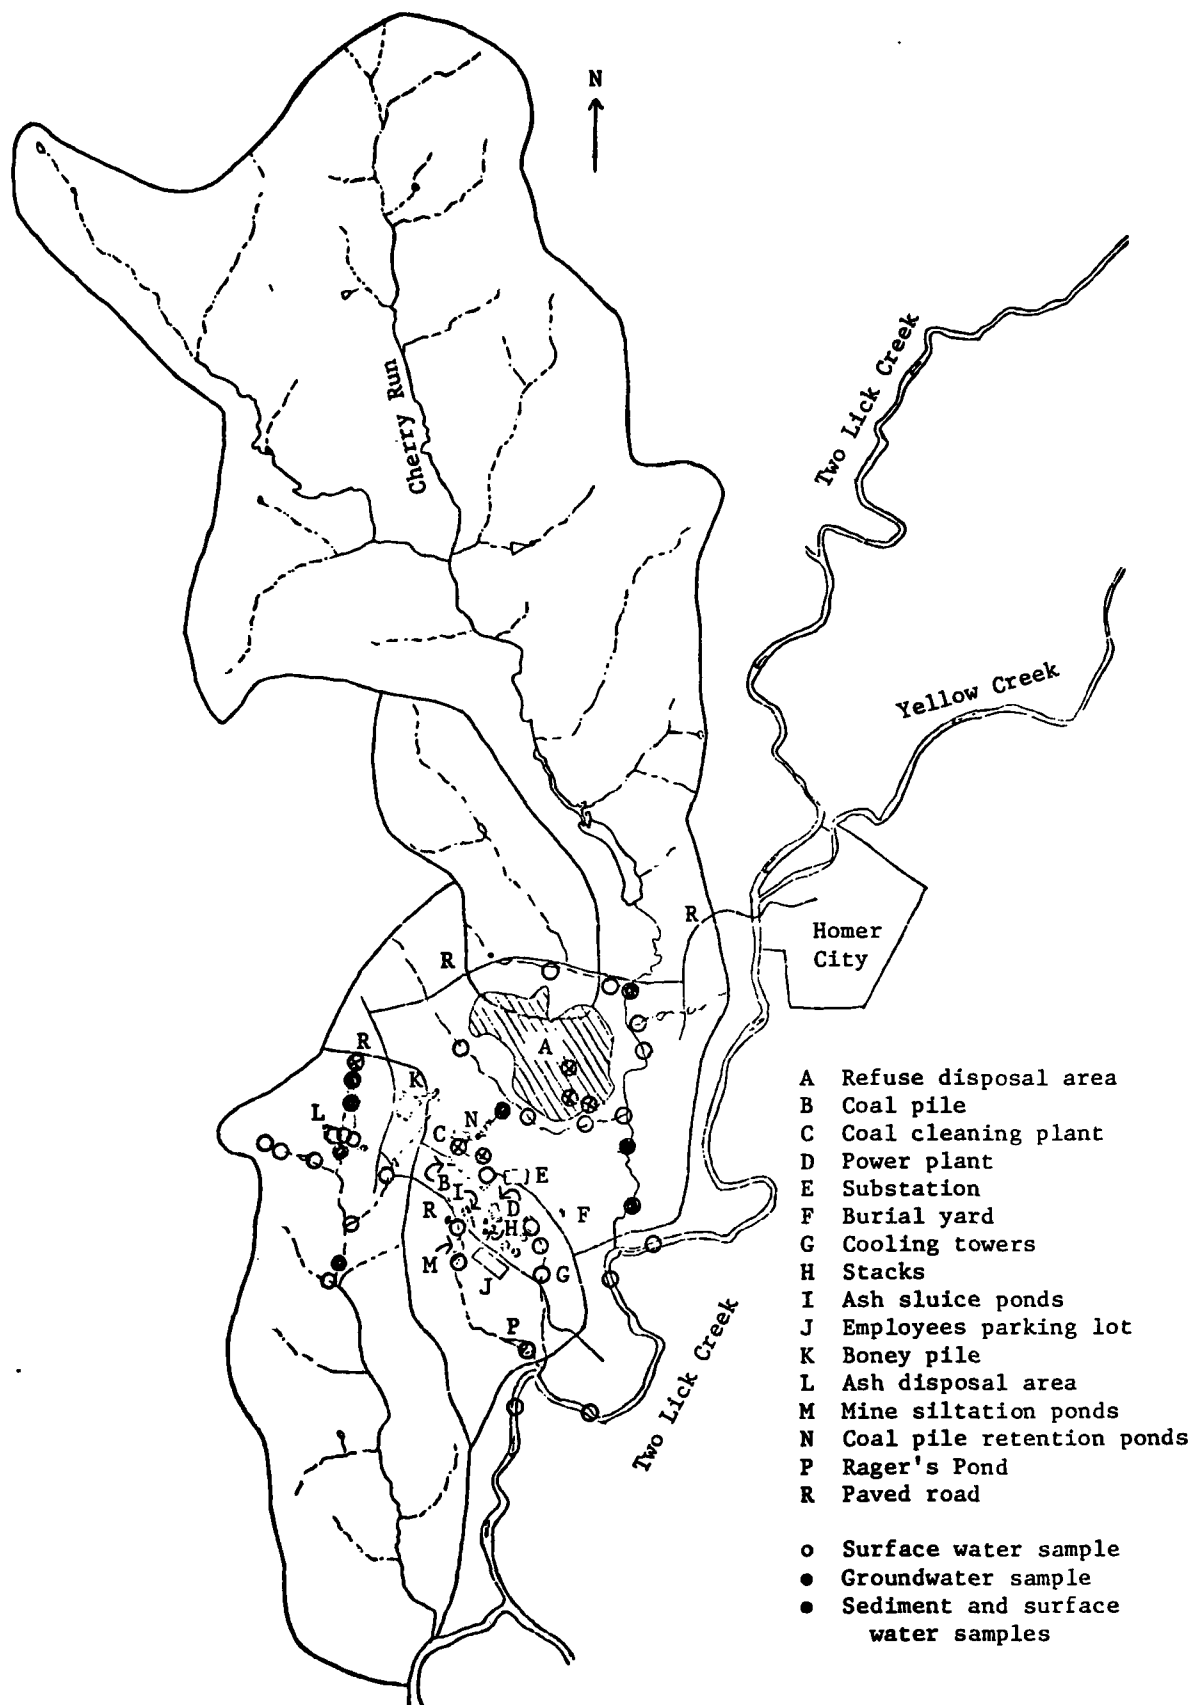 N
Two Lick Creek
Cherry Run
Yellow Creek
R
Homer
City
R
A
R
K
L
N
C
B
E
I
D
R
H
F
M
J
G
P
Two Lick Creek
A Refuse disposal area
B Coal pile
C Coal cleaning plant
D Power plant
E Substation
F Burial yard
G Cooling towers
H Stacks
I Ash sluice ponds
J Employees parking lot
K Boney pile
L Ash disposal area
M Mine siltation ponds
N Coal pile retention ponds
P Rager's Pond
R Paved road
o Surface water sample
● Groundwater sample
● Sediment and surface
water samples